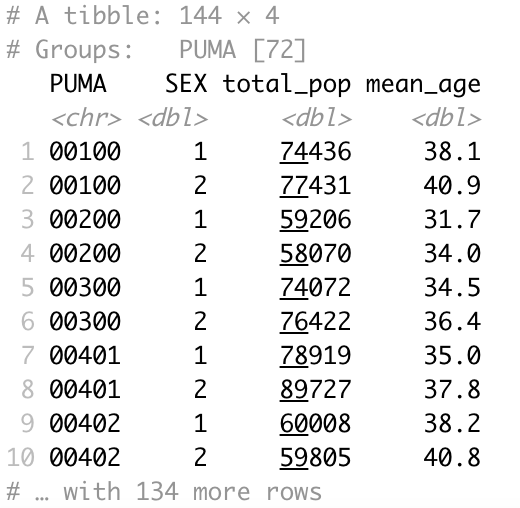 # A tibble: 144 × 4
# Groups:   PUMA [72]
   PUMA    SEX total_pop mean_age
   <chr> <dbl>     <dbl>    <dbl>
 1 00100     1     74436     38.1
 2 00100     2     77431     40.9
 3 00200     1     59206     31.7
 4 00200     2     58070     34.0
 5 00300     1     74072     34.5
 6 00300     2     76422     36.4
 7 00401     1     78919     35.0
 8 00401     2     89727     37.8
 9 00402     1     60008     38.2
10 00402     2     59805     40.8
# … with 134 more rows